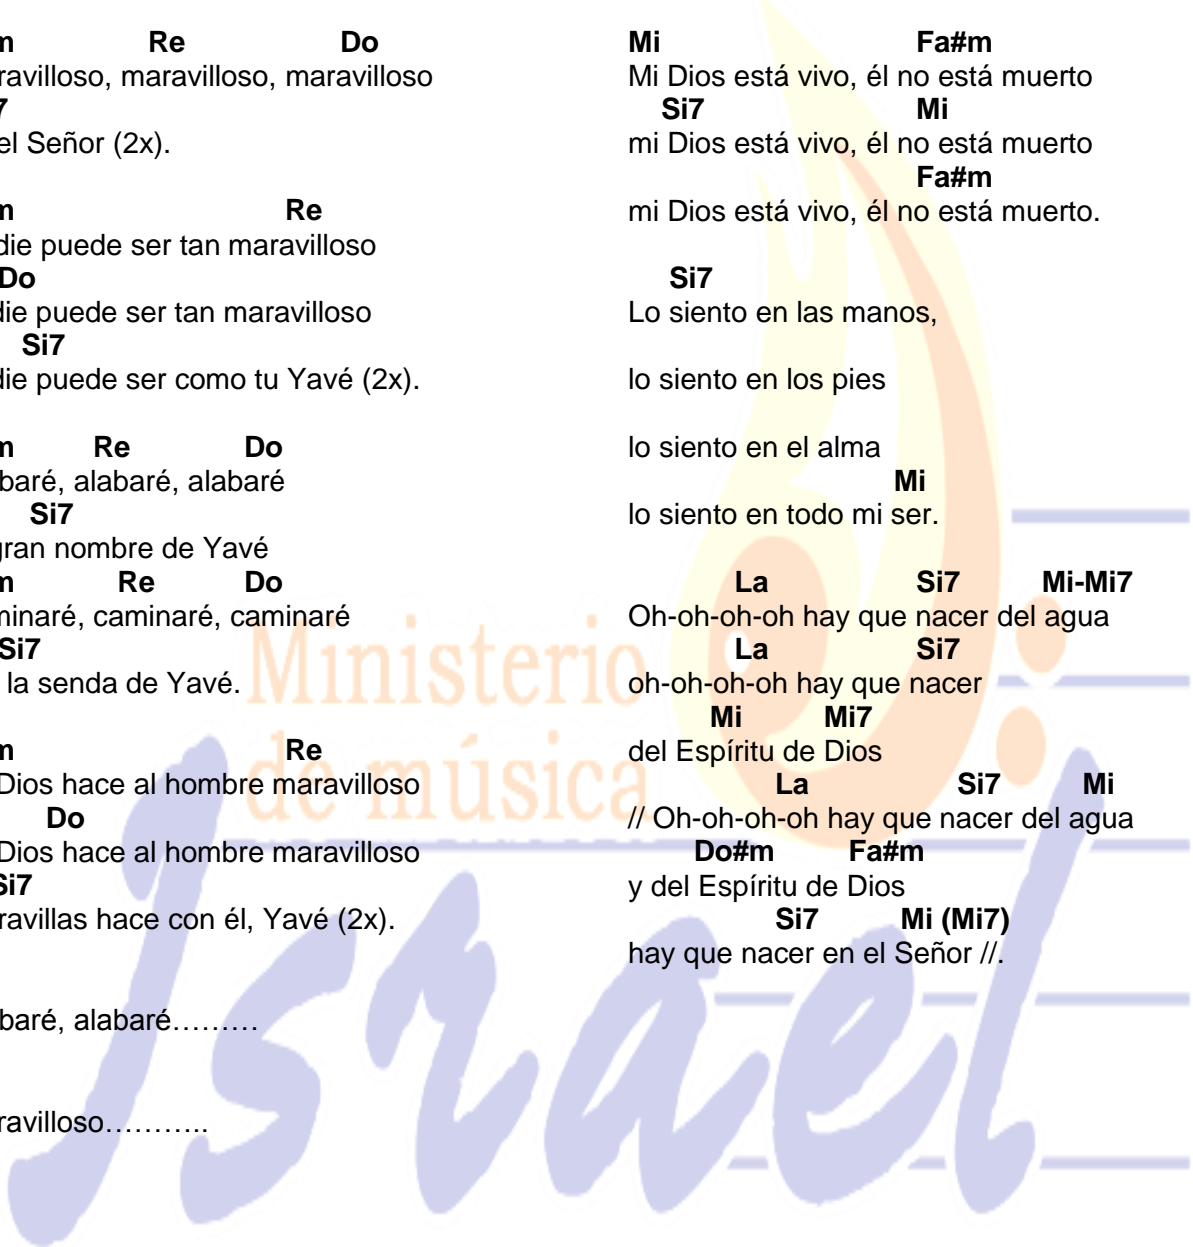 m Re Do
ravilloso, maravilloso, maravilloso
7
el Señor (2x).
m Re
die puede ser tan maravilloso
Do
die puede ser tan maravilloso
Si7
die puede ser como tu Yavé (2x).
m Re Do
baré, alabaré, alabaré
Si7
gran nombre de Yavé
m Re Do
minaré, caminaré, caminaré
Si7
la senda de Yavé.
m Re
Dios hace al hombre maravilloso
Do
Dios hace al hombre maravilloso
Si7
ravillas hace con él, Yavé (2x).
baré, alabaré………
ravilloso………..
Mi Fa#m
Mi Dios está vivo, él no está muerto
Si7 Mi
mi Dios está vivo, él no está muerto
Fa#m
mi Dios está vivo, él no está muerto.
Si7
Lo siento en las manos,
lo siento en los pies
lo siento en el alma
Mi
lo siento en todo mi ser.
La Si7 Mi-Mi7
Oh-oh-oh-oh hay que nacer del agua
La Si7
oh-oh-oh-oh hay que nacer
Mi Mi7
del Espíritu de Dios
La Si7 Mi
// Oh-oh-oh-oh hay que nacer del agua
Do#m Fa#m
y del Espíritu de Dios
Si7 Mi (Mi7)
hay que nacer en el Señor //.
Ministerio
de música
Israel